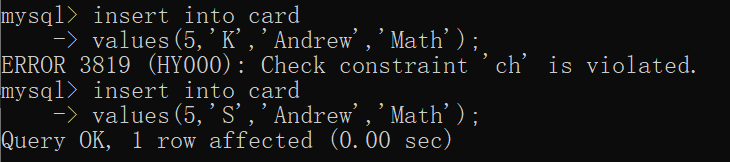 mysql> insert into card
    -> values(5,'K','Andrew','Math');
ERROR 3819 (HY000): Check constraint 'ch' is violated.
mysql> insert into card
    -> values(5,'S','Andrew','Math');
Query OK, 1 row affected (0.00 sec)